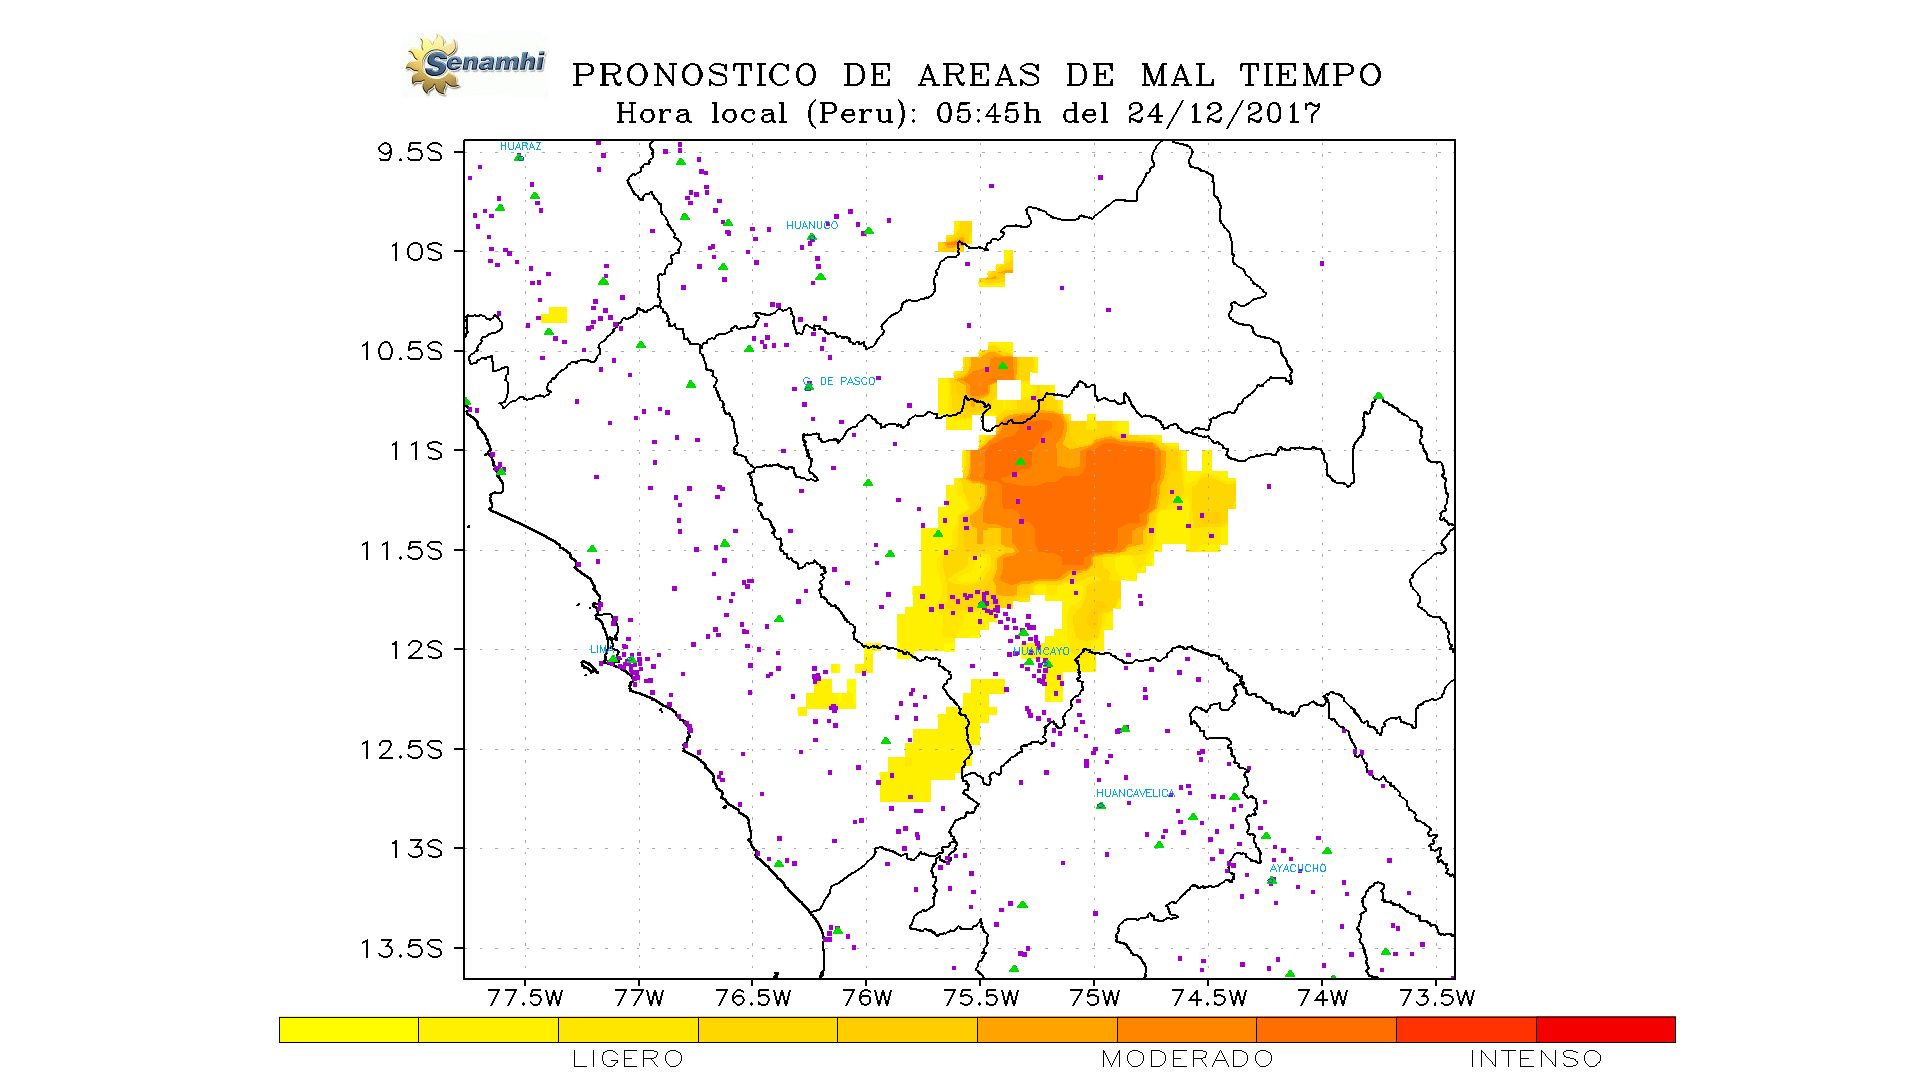 Senamhi
PRONOSTICO DE AREAS DE MAL TIEMPO
Hora local (Peru): 05:45h del 24/12/2017
9.5S
10S
10.5S
11S
11.5S
12S
12.5S
13S
13.5S
HUARAZ
HUANUCO
C. DE PASCO
LIMA
HUANCAYO
HUANCAVELICA
AYACUCHO
77.5W 77W 76.5W 76W 75.5W 75W 74.5W 74W 73.5W
LIGERO MODERADO INTENSO